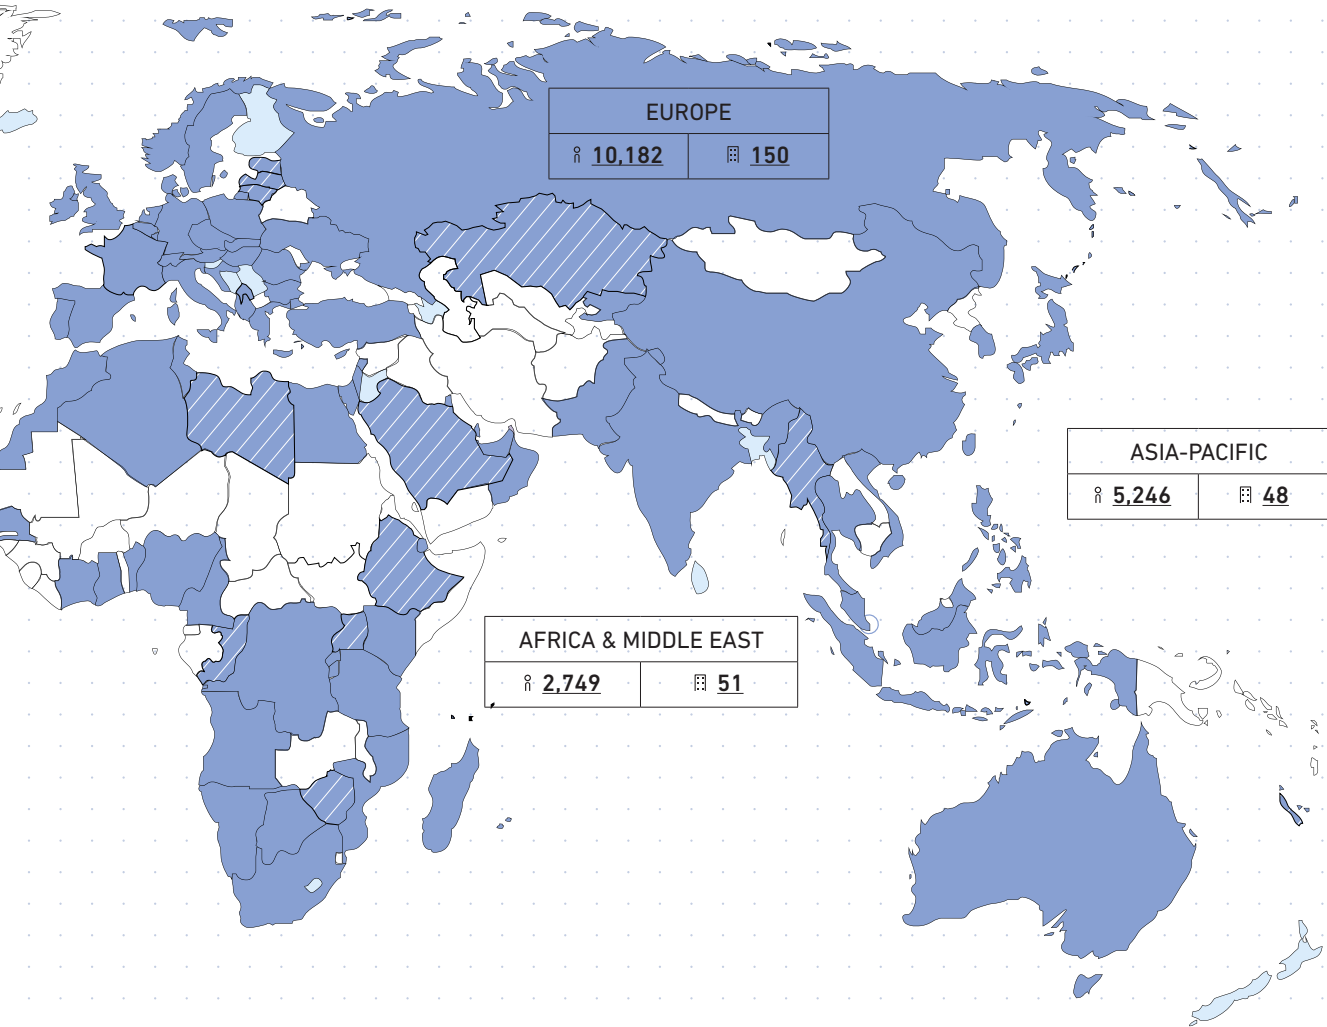 EUROPE
10,182 150
ASIA-PACIFIC
5,246 48
AFRICA & MIDDLE EAST
2,749 51